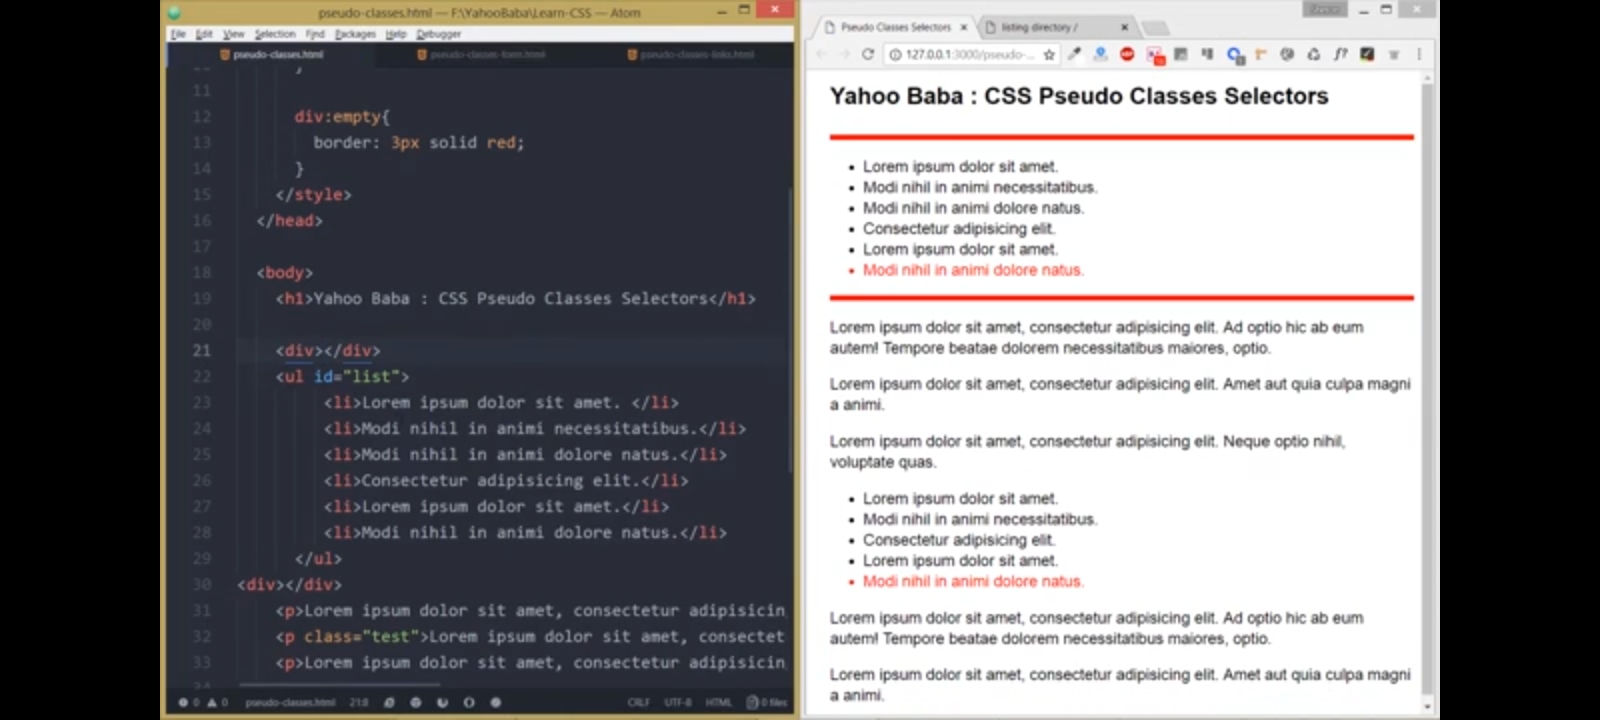 pseudo-classes.html — F:\YahooBaba\Learn-CSS — Atom
File Edit View Selection Find Packages Help Debugger
pseudo-classes.html pseudo-classes-form.html pseudo-classes-links.html
}
11
12 div:empty{
13 border: 3px solid red;
14 }
15 </style>
16 </head>
17
18 <body>
19 <h1>Yahoo Baba : CSS Pseudo Classes Selectors</h1>
20
21 <div></div>
22 <ul id="list">
23 <li>Lorem ipsum dolor sit amet. </li>
24 <li>Modi nihil in animi necessitatibus.</li>
25 <li>Modi nihil in animi dolore natus.</li>
26 <li>Consectetur adipisicing elit.</li>
27 <li>Lorem ipsum dolor sit amet.</li>
28 <li>Modi nihil in animi dolore natus.</li>
29 </ul>
30 <div></div>
31 <p>Lorem ipsum dolor sit amet, consectetur adipisicin
32 <p class="test">Lorem ipsum dolor sit amet, consectet
33 <p>Lorem ipsum dolor sit amet, consectetur adipisicin
0 0 pseudo-classes.html 21:8 CRLF UTF-8 HTML 0 files
Pseudo Classes Selectors listing directory /
127.0.0.1:3000/pseudo-...
Yahoo Baba : CSS Pseudo Classes Selectors
• Lorem ipsum dolor sit amet.
• Modi nihil in animi necessitatibus.
• Modi nihil in animi dolore natus.
• Consectetur adipisicing elit.
• Lorem ipsum dolor sit amet.
• Modi nihil in animi dolore natus.
Lorem ipsum dolor sit amet, consectetur adipisicing elit. Ad optio hic ab eum
autem! Tempore beatae dolorem necessitatibus maiores, optio.
Lorem ipsum dolor sit amet, consectetur adipisicing elit. Amet aut quia culpa magni
a animi.
Lorem ipsum dolor sit amet, consectetur adipisicing elit. Neque optio nihil,
voluptate quas.
• Lorem ipsum dolor sit amet.
• Modi nihil in animi necessitatibus.
• Consectetur adipisicing elit.
• Lorem ipsum dolor sit amet.
• Modi nihil in animi dolore natus.
Lorem ipsum dolor sit amet, consectetur adipisicing elit. Ad optio hic ab eum
autem! Tempore beatae dolorem necessitatibus maiores, optio.
Lorem ipsum dolor sit amet, consectetur adipisicing elit. Amet aut quia culpa magni
a animi.